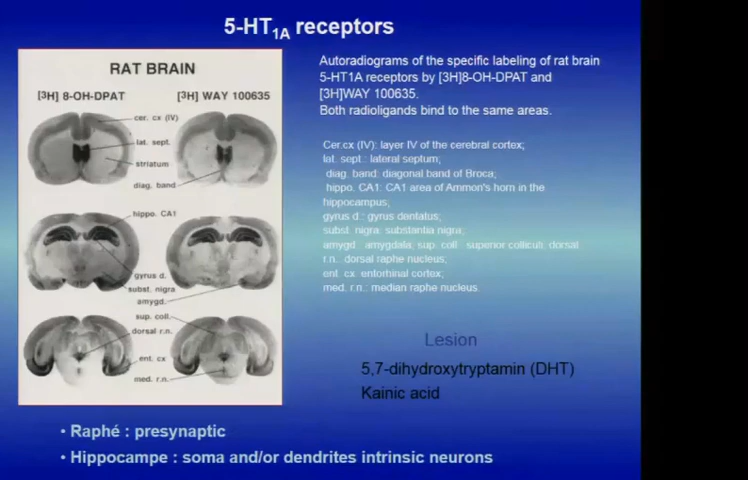 5-HT1A receptors
RAT BRAIN
[3H] 8-OH-DPAT
[3H] WAY 100635
cer. cx (IV)
lat. sept.
striatum
diag. band
hippo. CA1
gyrus d.
subst. nigra
amygd.
sup. coll.
dorsal r.n.
ent. cx
med. r.n.
Autoradiograms of the specific labeling of rat brain
5-HT1A receptors by [3H]8-OH-DPAT and
[3H]WAY 100635.
Both radioligands bind to the same areas.
Cer.cx (IV): layer IV of the cerebral cortex;
lat. sept.: lateral septum;
diag. band: diagonal band of Broca;
hippo. CA1: CA1 area of Ammon's horn in the
hippocampus;
gyrus d.: gyrus dentatus;
subst. nigra: substantia nigra;
amygd.: amygdala; sup. coll.: superior colliculi; dorsal
r.n.: dorsal raphe nucleus;
ent. cx: entorhinal cortex;
med. r.n.: median raphe nucleus.
Lesion
5,7-dihydroxytryptamin (DHT)
Kainic acid
• Raphé : presynaptic
• Hippocampe : soma and/or dendrites intrinsic neurons